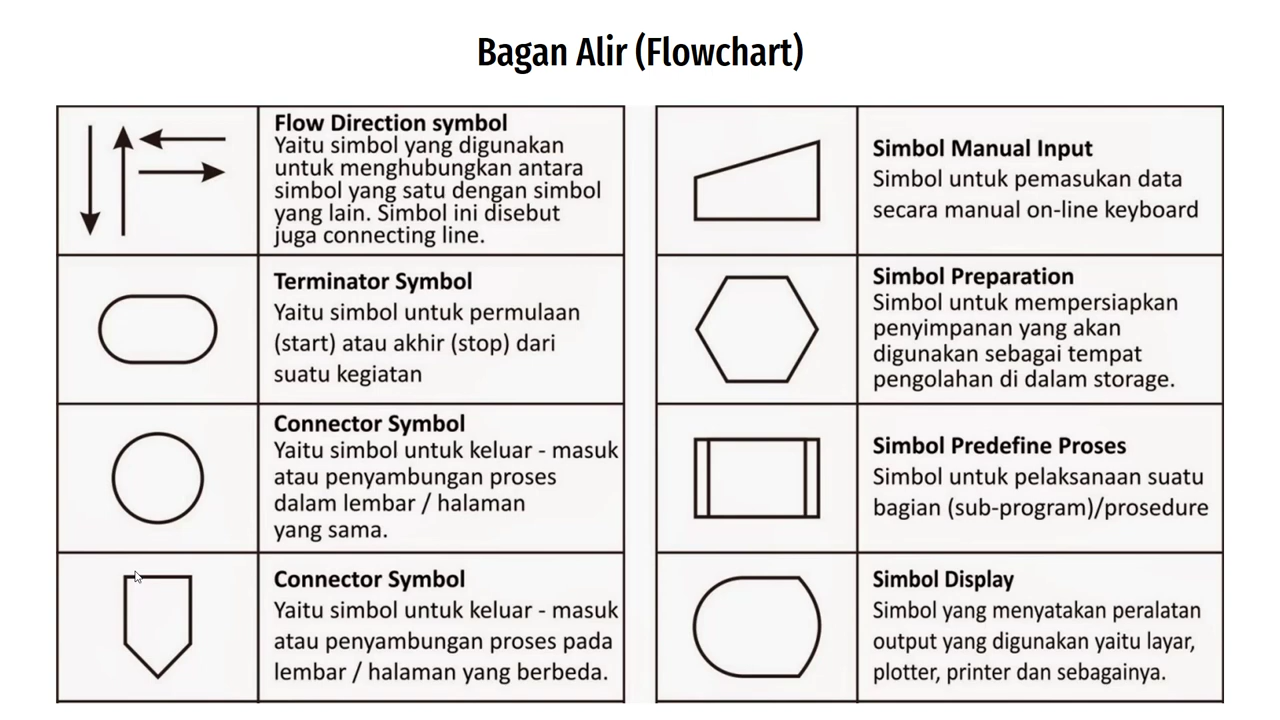 Bagan Alir (Flowchart)
Flow Direction symbol
Yaitu simbol yang digunakan
untuk menghubungkan antara
simbol yang satu dengan simbol
yang lain. Simbol ini disebut
juga connecting line.
Terminator Symbol
Yaitu simbol untuk permulaan
(start) atau akhir (stop) dari
suatu kegiatan
Connector Symbol
Yaitu simbol untuk keluar - masuk
atau penyambungan proses
dalam lembar / halaman
yang sama.
Connector Symbol
Yaitu simbol untuk keluar - masuk
atau penyambungan proses pada
lembar / halaman yang berbeda.
Simbol Manual Input
Simbol untuk pemasukan data
secara manual on-line keyboard
Simbol Preparation
Simbol untuk mempersiapkan
penyimpanan yang akan
digunakan sebagai tempat
pengolahan di dalam storage.
Simbol Predefine Proses
Simbol untuk pelaksanaan suatu
bagian (sub-program)/prosedure
Simbol Display
Simbol yang menyatakan peralatan
output yang digunakan yaitu layar,
plotter, printer dan sebagainya.